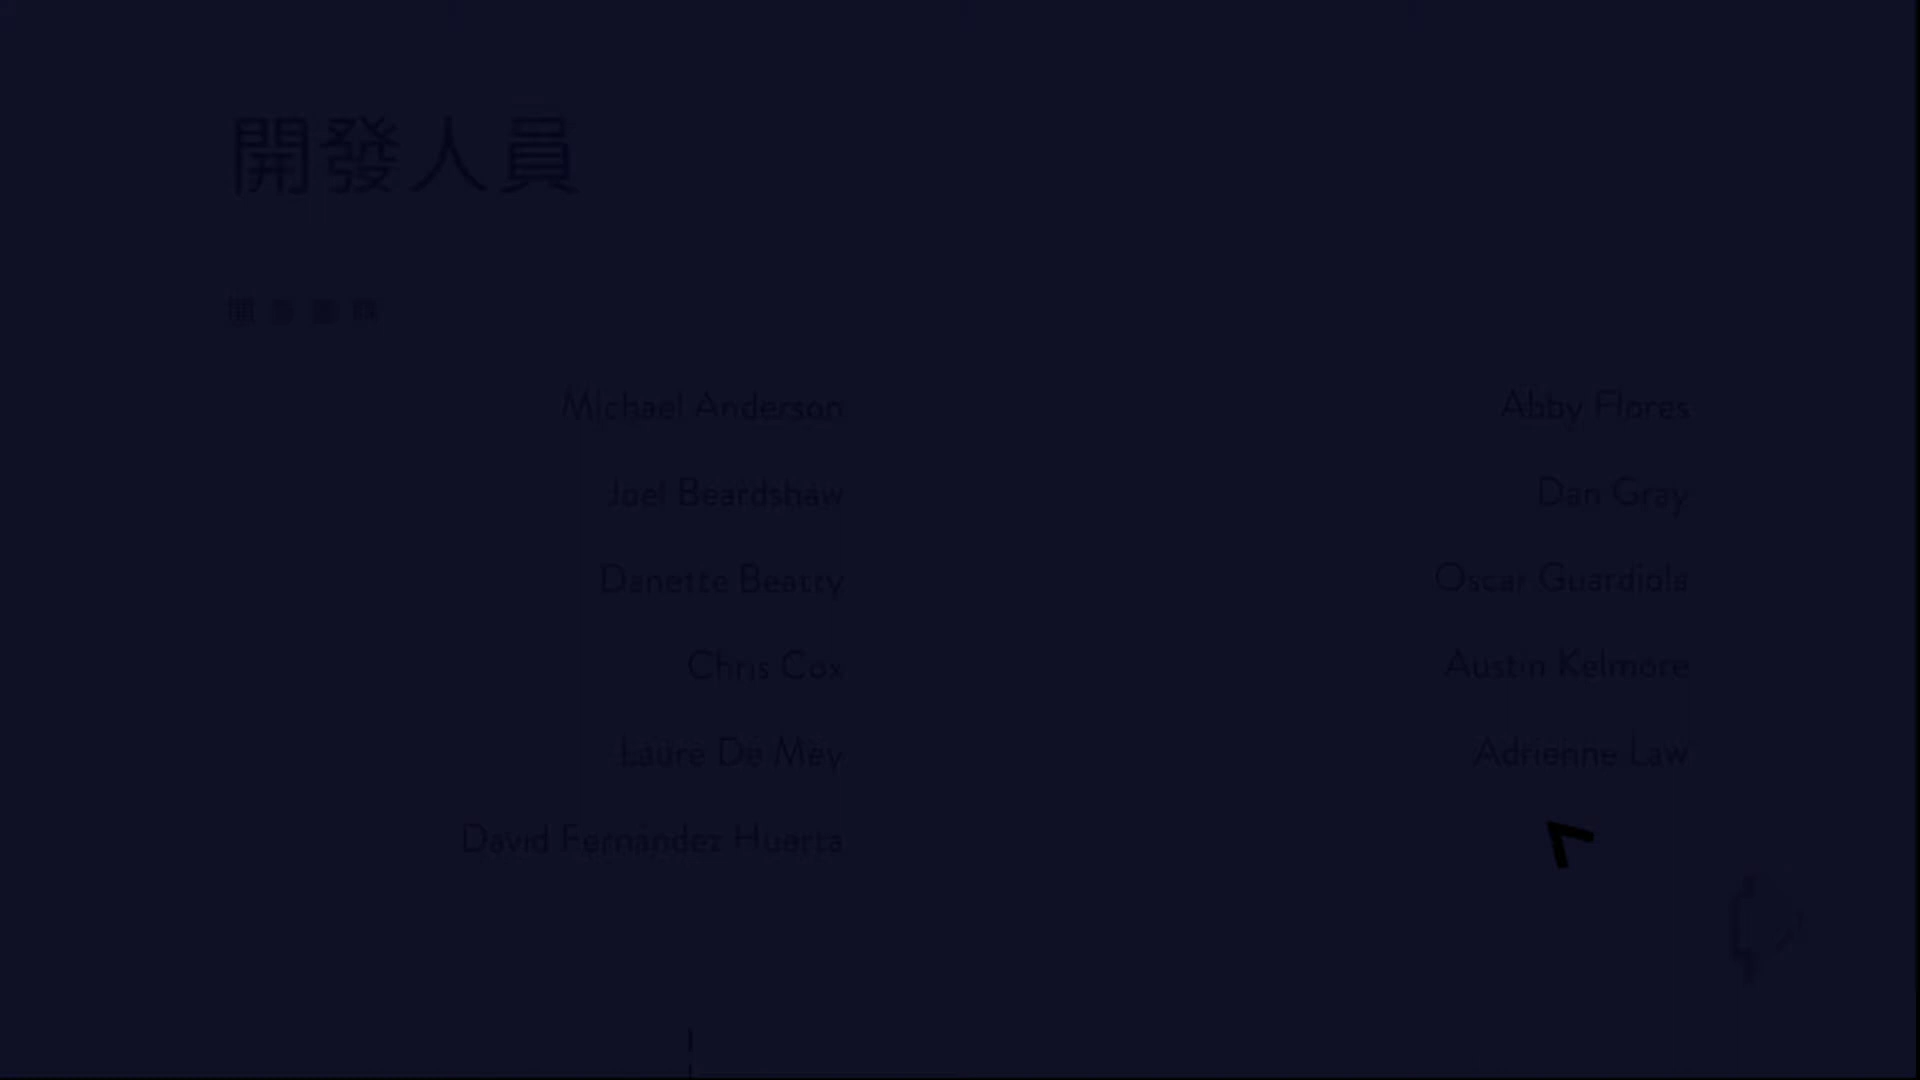 開發人員
Michael Anderson
Abby Flores
Joel Beardshaw
Dan Gray
Danette Beatty
Oscar Guardiola
Chris Cox
Austin Kelmore
Laure De Mey
Adrienne Law
David Fernández Huerta